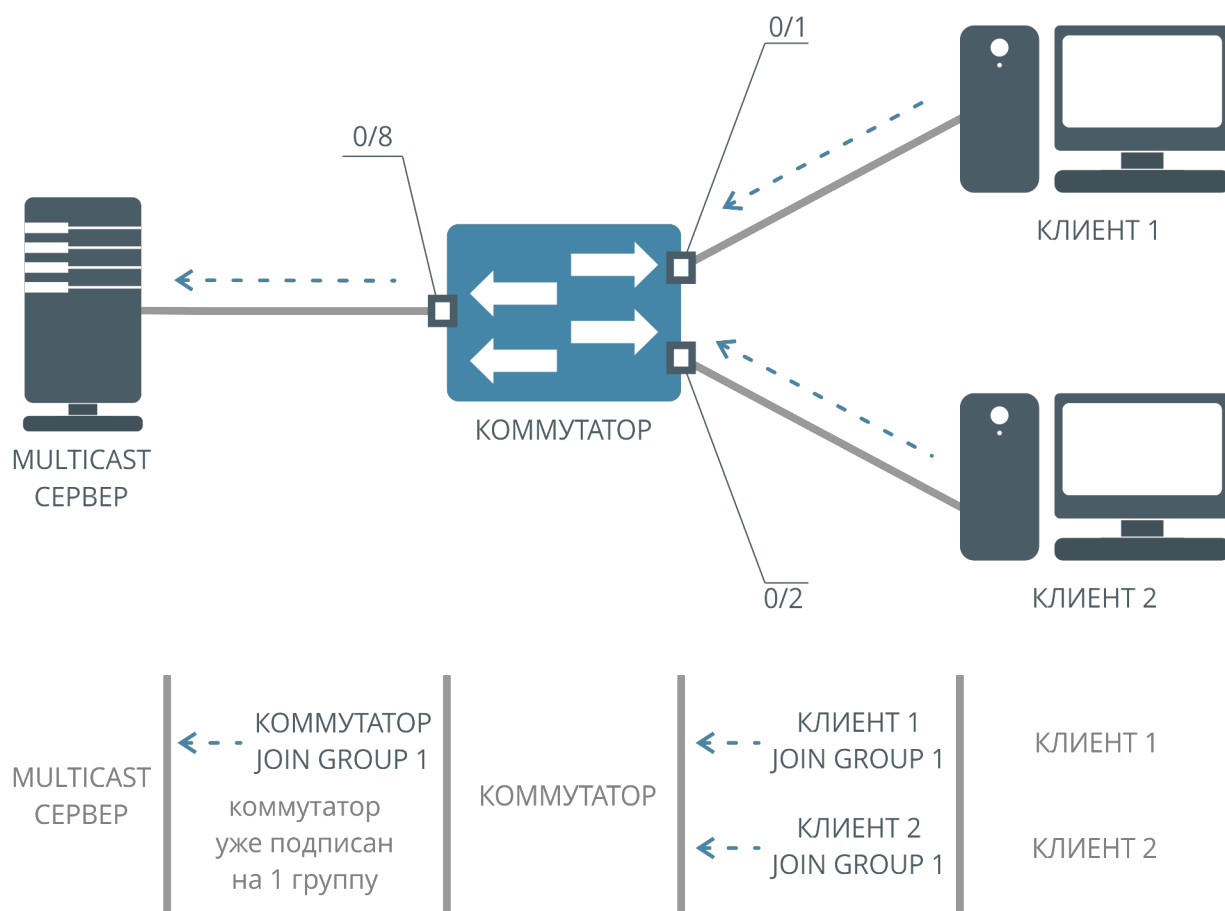 0/1
0/8
КЛИЕНТ 1
КОММУТАТОР
MULTICAST
СЕРВЕР
0/2
КЛИЕНТ 2
MULTICAST
СЕРВЕР
КОММУТАТОР
JOIN GROUP 1
коммутатор
уже подписан
на 1 группу
КОММУТАТОР
КЛИЕНТ 1
JOIN GROUP 1
КЛИЕНТ 2
JOIN GROUP 1
КЛИЕНТ 1
КЛИЕНТ 2